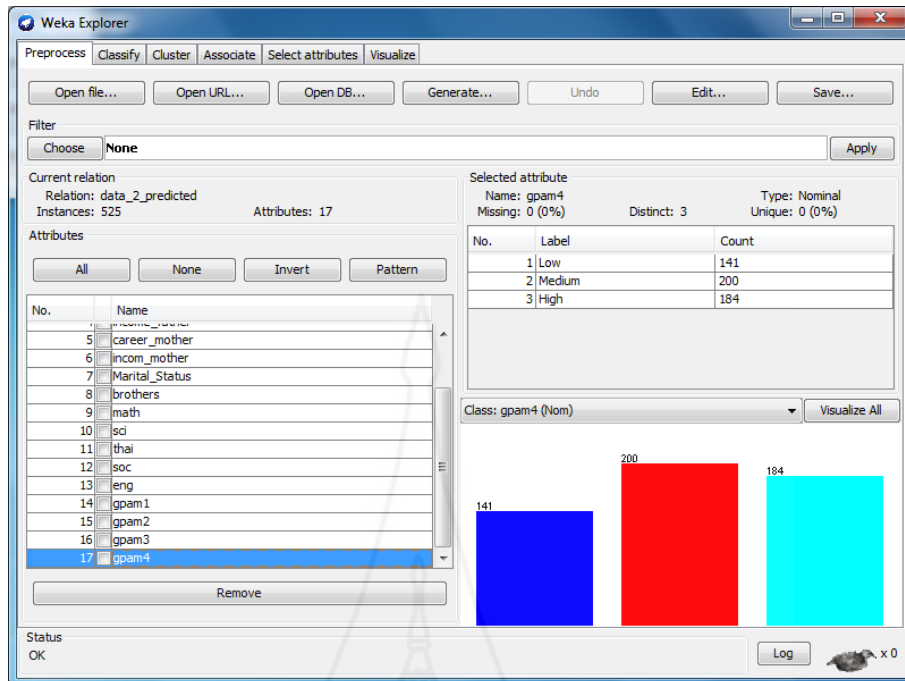 Weka Explorer
Preprocess Classify Cluster Associate Select attributes Visualize
Open file... Open URL... Open DB... Generate... Undo Edit... Save...
Filter
Choose None Apply
Current relation
Relation: data_2_predicted
Instances: 525 Attributes: 17
Attributes
All None Invert Pattern
No. Name
5 career_mother
6 incom_mother
7 Marital_Status
8 brothers
9 math
10 sci
11 thai
12 soc
13 eng
14 gpam1
15 gpam2
16 gpam3
17 gpam4
Remove
Selected attribute
Name: gpam4 Type: Nominal
Missing: 0 (0%) Distinct: 3 Unique: 0 (0%)
No. Label Count
1 Low 141
2 Medium 200
3 High 184
Class: gpam4 (Nom) Visualize All
141
200
184
Status
OK
Log x 0